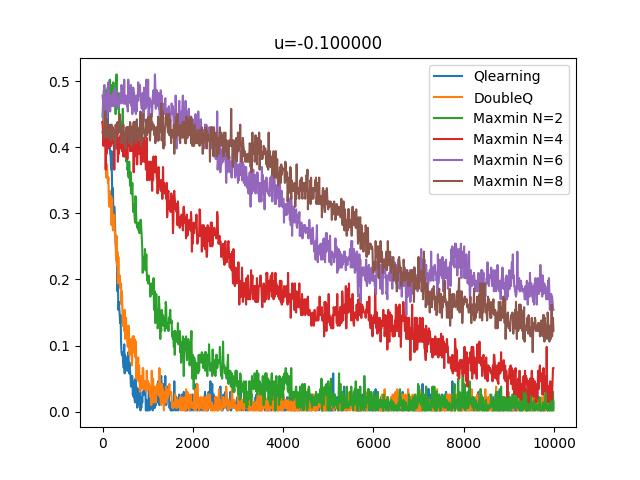 u=-0.100000
0.5
0.4
0.3
0.2
0.1
0.0
0 2000 4000 6000 8000 10000
Qlearning
DoubleQ
Maxmin N=2
Maxmin N=4
Maxmin N=6
Maxmin N=8